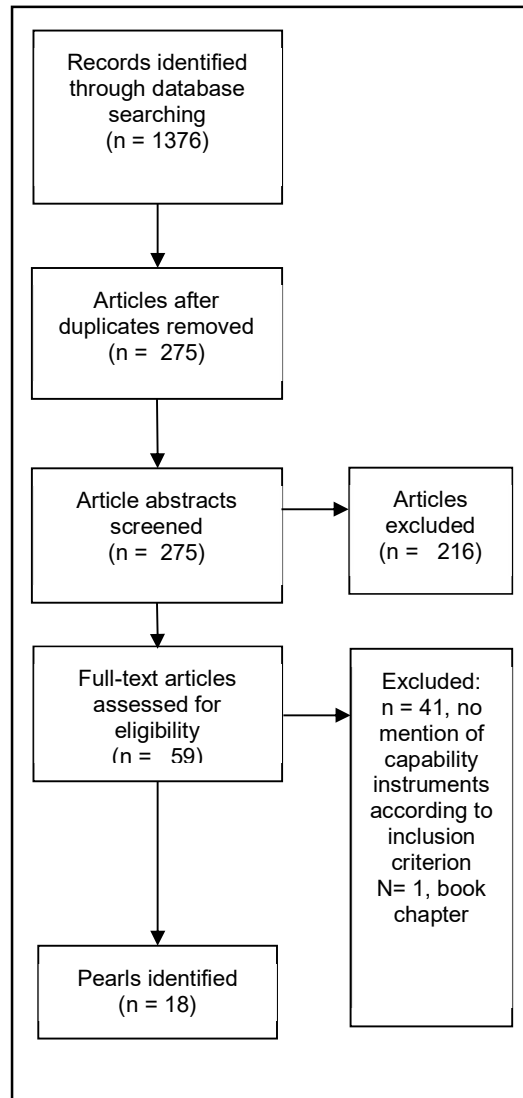 Records identified
through database
searching
(n = 1376)
Articles after
duplicates removed
(n = 275)
Article abstracts
screened
(n = 275)
Articles
excluded
(n = 216)
Full-text articles
assessed for
eligibility
(n = 59)
Excluded:
n = 41, no
mention of
capability
instruments
according to
inclusion
criterion
N= 1, book
chapter
Pearls identified
(n = 18)